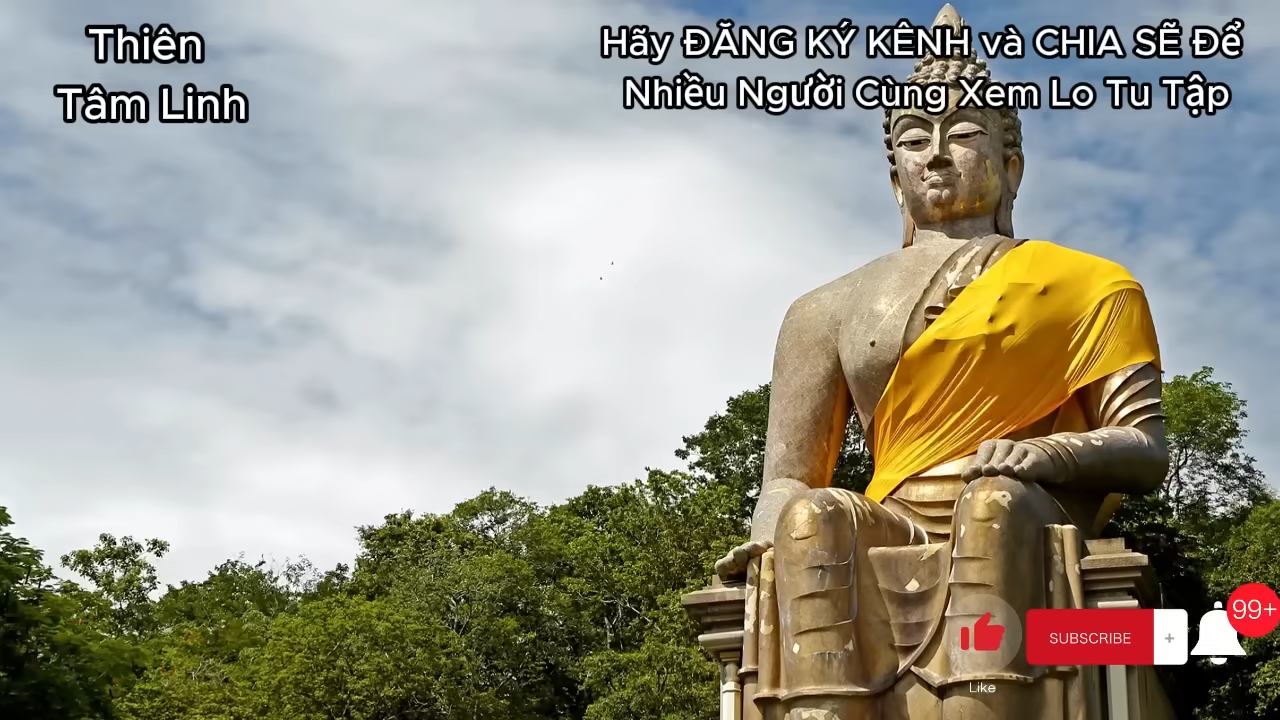 Thiên
Tâm Linh
Hãy ĐĂNG KÝ KÊNH và CHIA SẼ Để
Nhiều Người Cùng Xem Lo Tu Tập
99+
SUBSCRIBE +
Like